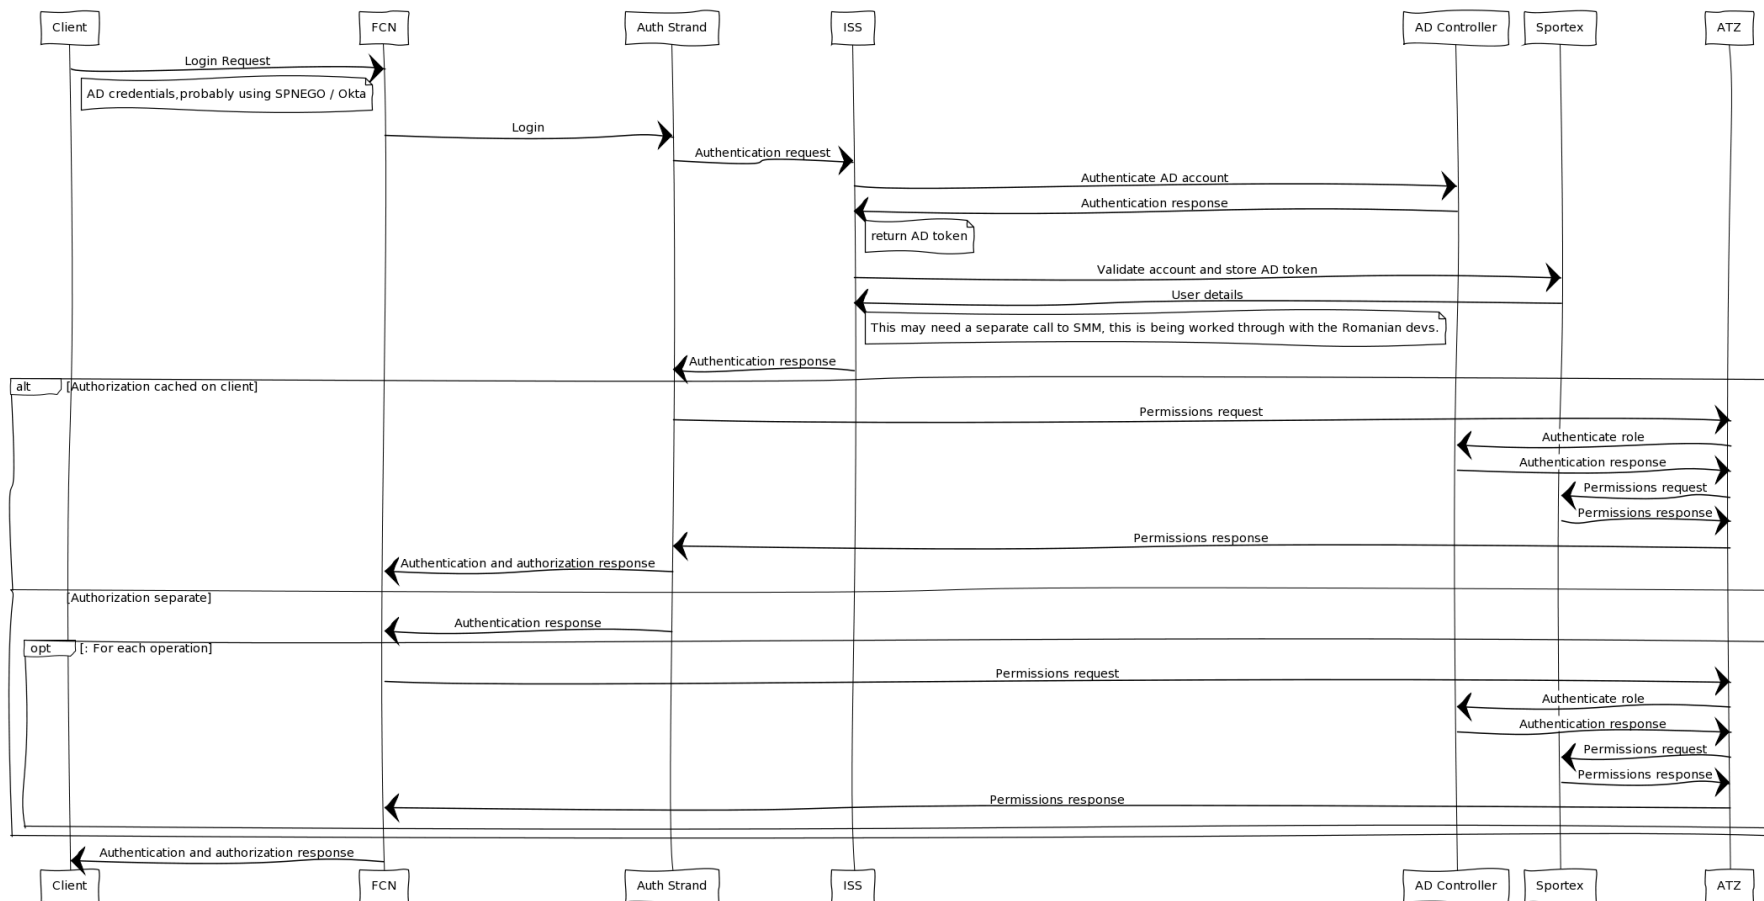 Client FCN Auth Strand ISS AD Controller Sportex ATZ
Login Request
AD credentials,probably using SPNEGO / Okta
Login
Authentication request
Authenticate AD account
Authentication response
return AD token
Validate account and store AD token
User details
This may need a separate call to SMM, this is being worked through with the Romanian devs.
Authentication response
alt [Authorization cached on client]
Permissions request
Authenticate role
Authentication response
Permissions request
Permissions response
Permissions response
Authentication and authorization response
[Authorization separate]
Authentication response
opt [: For each operation]
Permissions request
Authenticate role
Authentication response
Permissions request
Permissions response
Permissions response
Authentication and authorization response
Client FCN Auth Strand ISS AD Controller Sportex ATZ